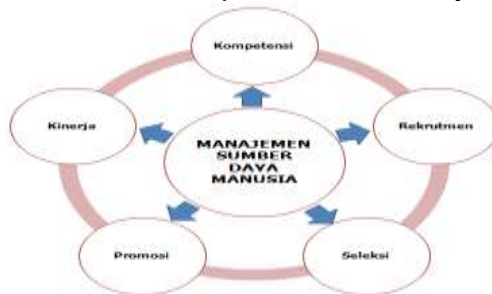 Kompetensi
Kinerja
Rekrutmen
MANAJEMEN
SUMBER
DAYA
MANUSIA
Promosi
Seleksi